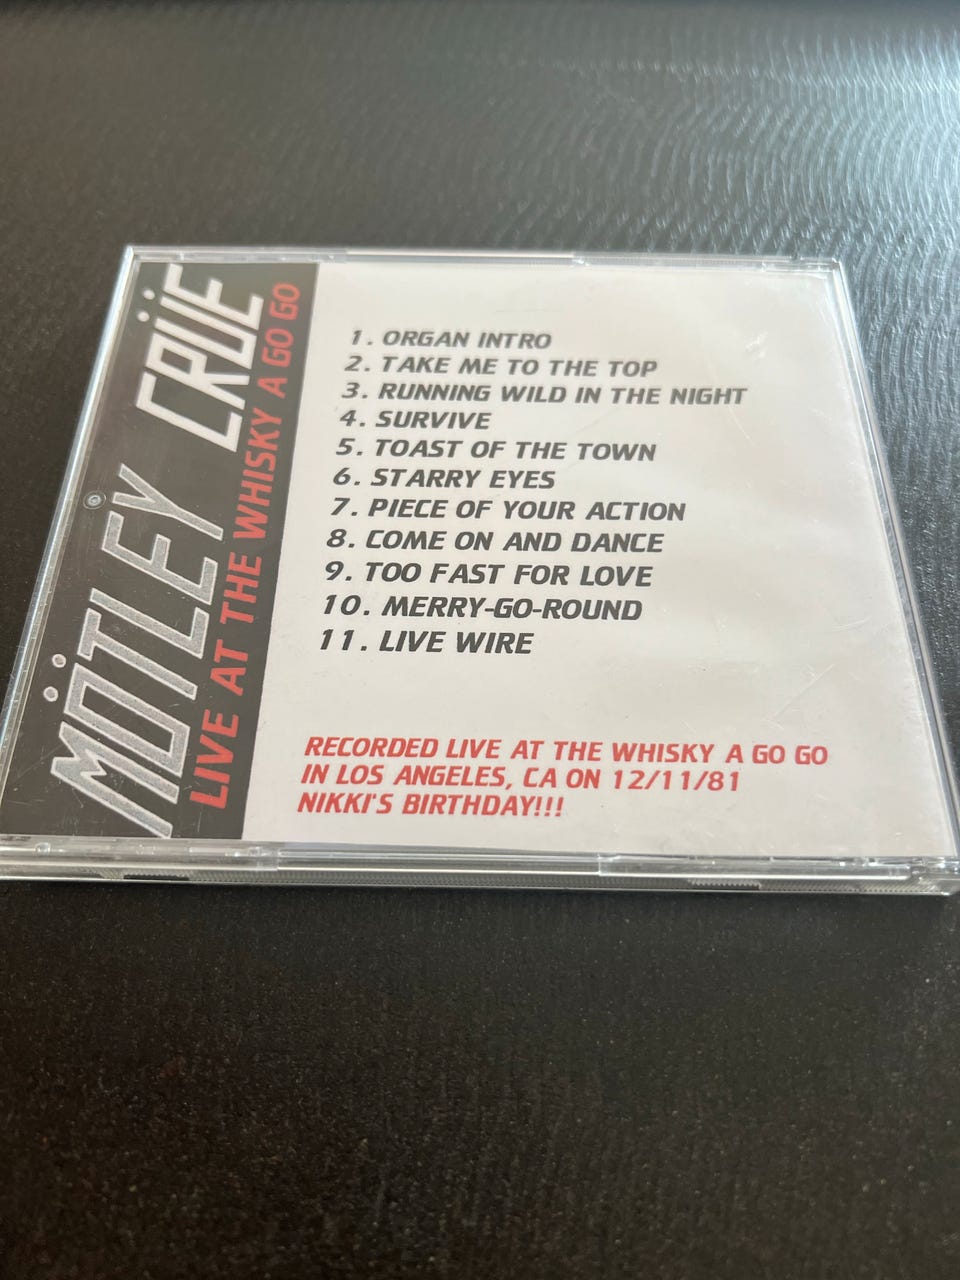 MÖTLEY CRÜE
LIVE AT THE WHISKY A GO GO
1. ORGAN INTRO
2. TAKE ME TO THE TOP
3. RUNNING WILD IN THE NIGHT
4. SURVIVE
5. TOAST OF THE TOWN
6. STARRY EYES
7. PIECE OF YOUR ACTION
8. COME ON AND DANCE
9. TOO FAST FOR LOVE
10. MERRY-GO-ROUND
11. LIVE WIRE
RECORDED LIVE AT THE WHISKY A GO GO
IN LOS ANGELES, CA ON 12/11/81
NIKKI'S BIRTHDAY!!!